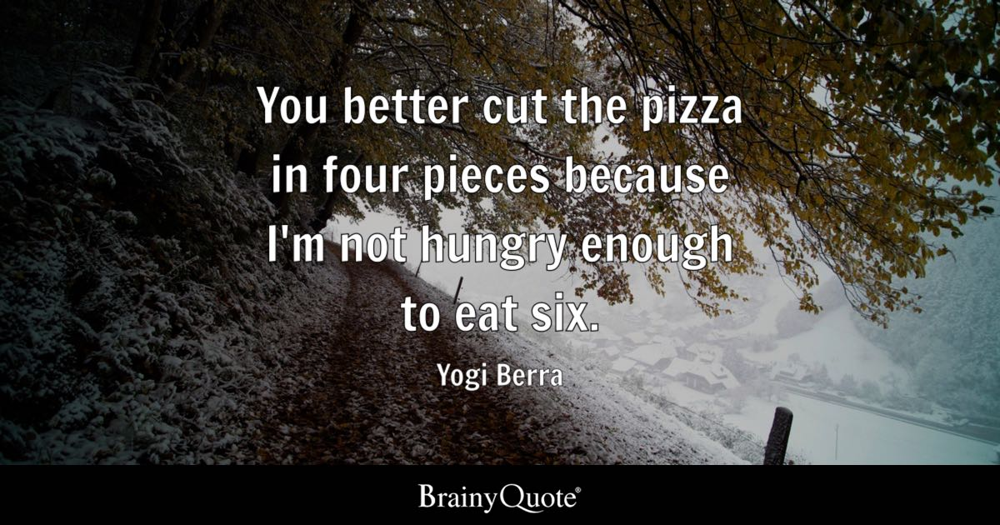 You better cut the pizza
in four pieces because
I'm not hungry enough
to eat six.
Yogi Berra
BrainyQuote®